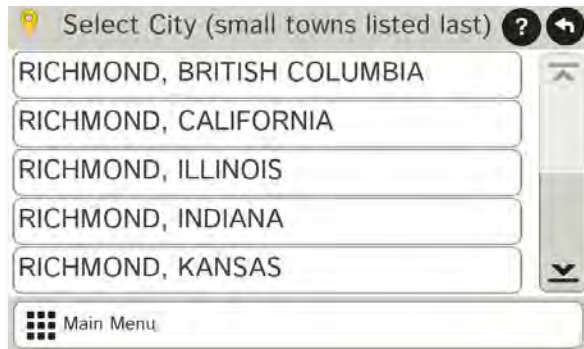 Select City (small towns listed last) ?
RICHMOND, BRITISH COLUMBIA
RICHMOND, CALIFORNIA
RICHMOND, ILLINOIS
RICHMOND, INDIANA
RICHMOND, KANSAS
Main Menu